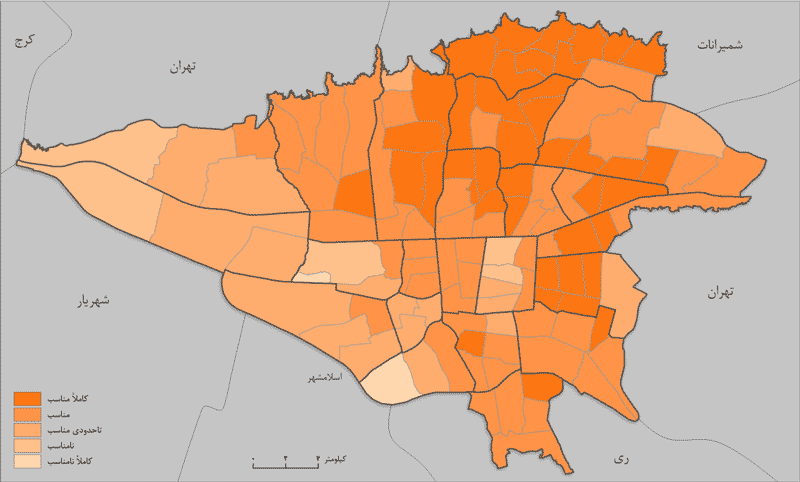 شمیرانات
کرج
تهران
تهران
شهریار
اسلامشهر
ری
کاملاً مناسب
مناسب
تاحدودی مناسب
نامناسب
کاملاً نامناسب
۰ ۲ ۴ کیلومتر